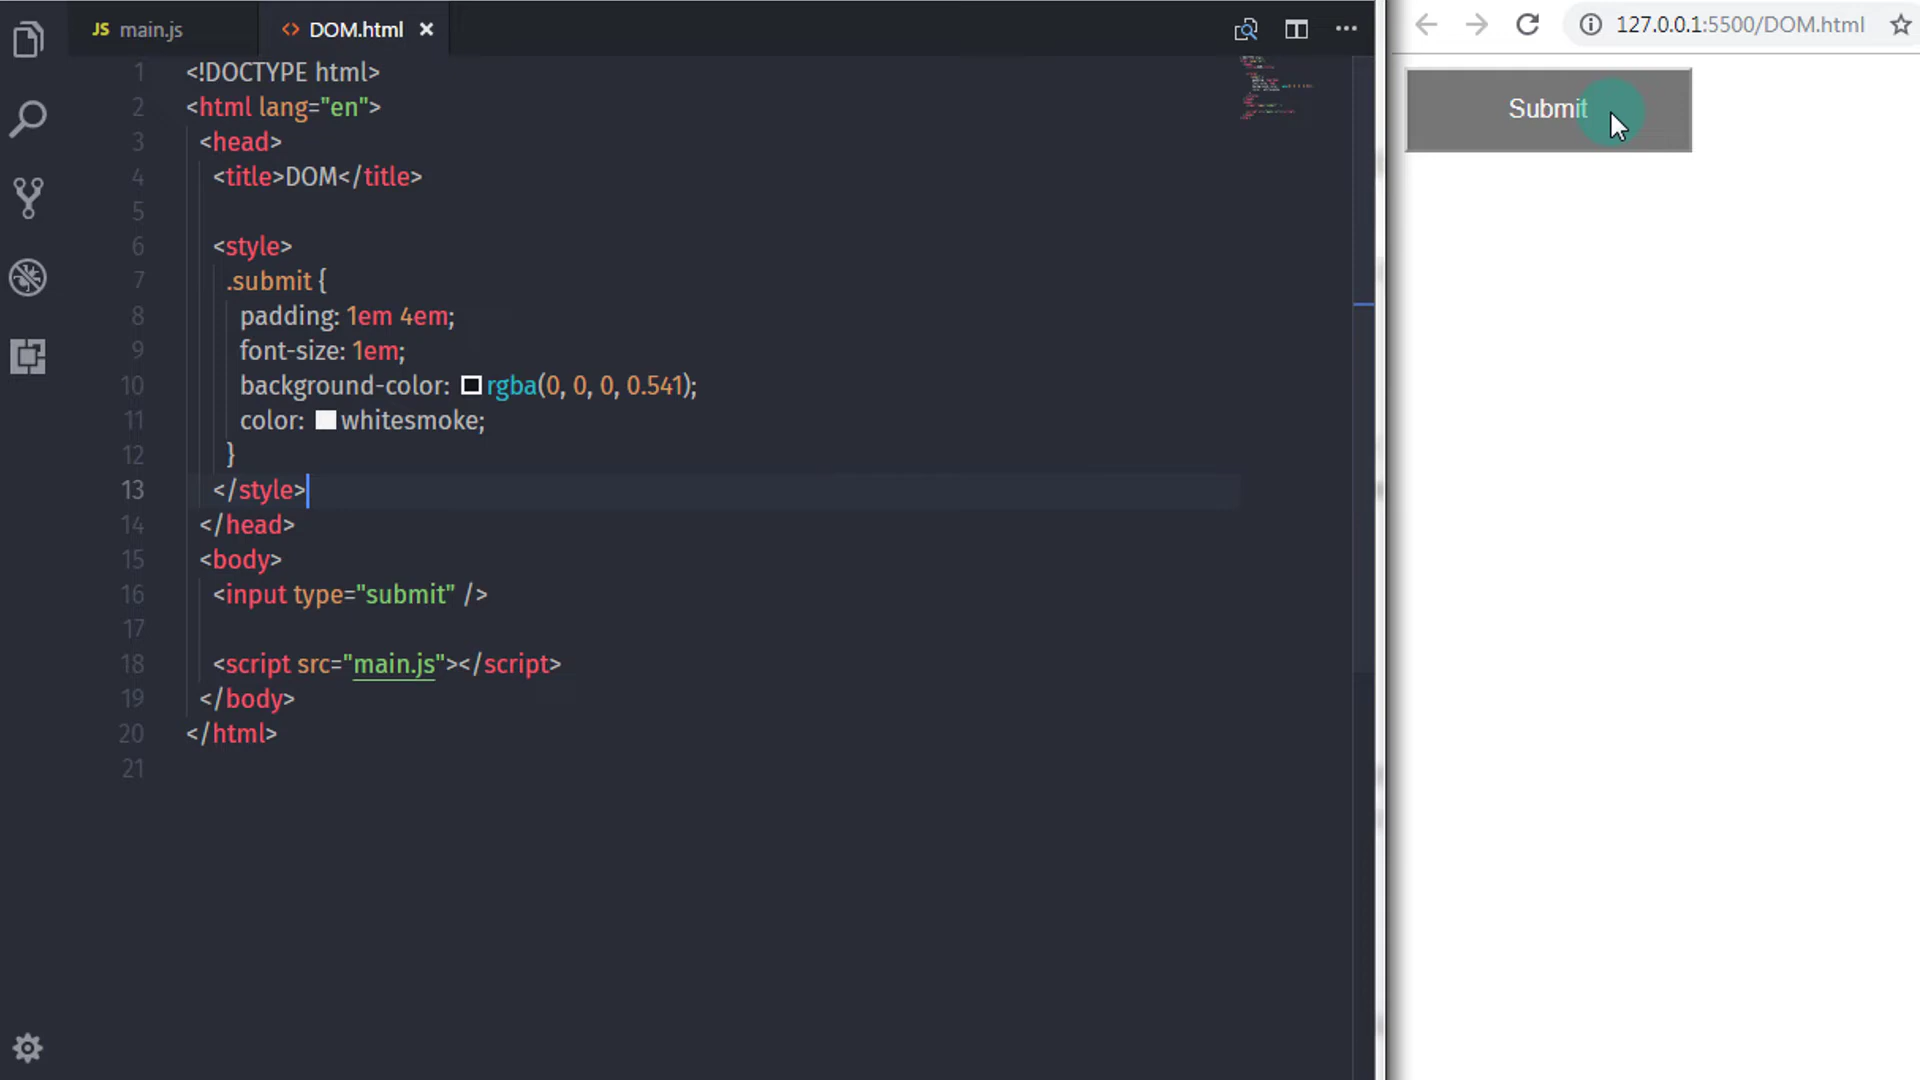 JS main.js
<> DOM.html ×
127.0.0.1:5500/DOM.html
Submit
1 <!DOCTYPE html>
2 <html lang="en">
3 <head>
4 <title>DOM</title>
5
6 <style>
7 .submit {
8 padding: 1em 4em;
9 font-size: 1em;
10 background-color: rgba(0, 0, 0, 0.541);
11 color: whitesmoke;
12 }
13 </style>
14 </head>
15 <body>
16 <input type="submit" />
17
18 <script src="main.js"></script>
19 </body>
20 </html>
21